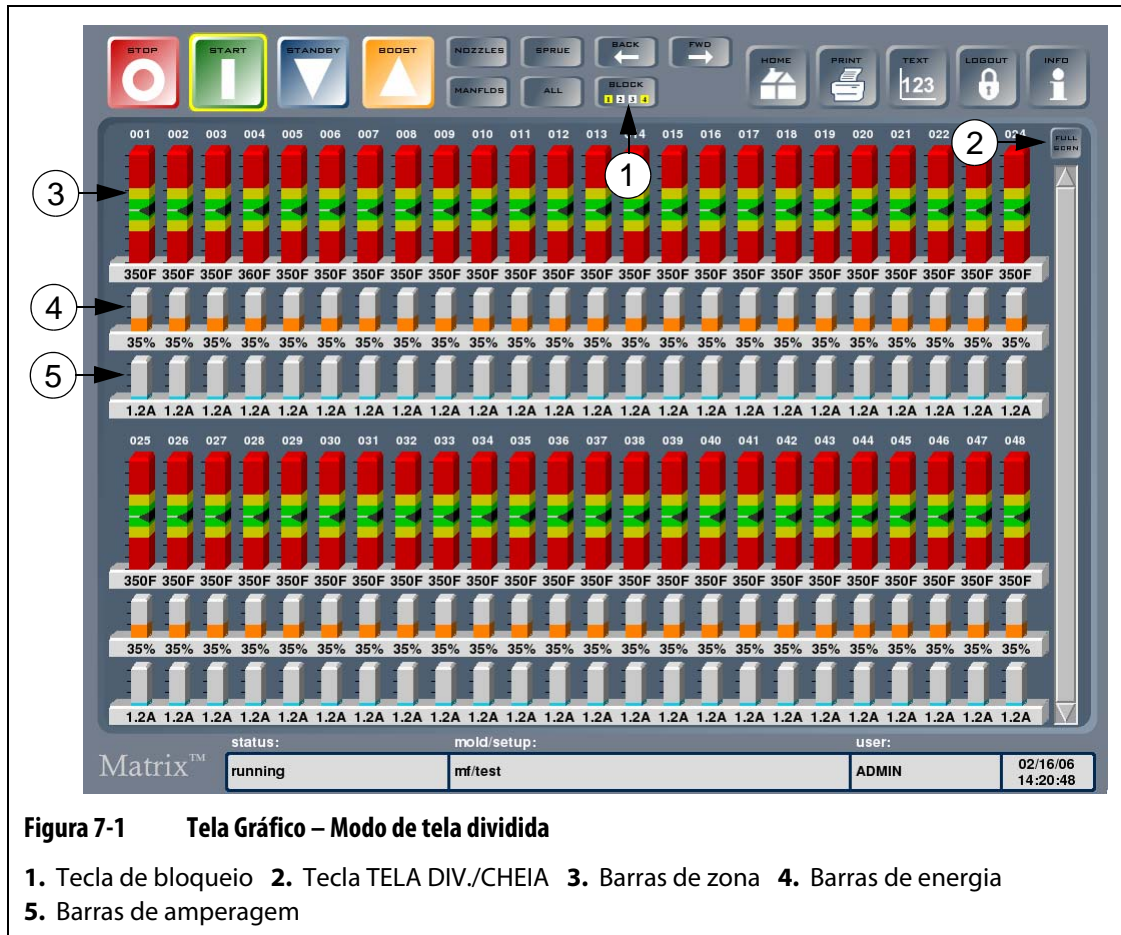 STOP START STANDBY BOOST NOZZLES SPRUE BACK FWD
MANFLDS ALL BLOCK
1 2 3 4
HOME PRINT TEXT LOGOUT INFO
123
001 002 003 004 005 006 007 008 009 010 011 012 013 014 015 016 017 018 019 020 021 022 024
FULL
SCRN
1
2
3
350F 350F 350F 360F 350F 350F 350F 350F 350F 350F 350F 350F 350F 350F 350F 350F 350F 350F 350F 350F 350F 350F 350F 350F
4
35% 35% 35% 35% 35% 35% 35% 35% 35% 35% 35% 35% 35% 35% 35% 35% 35% 35% 35% 35% 35% 35% 35% 35%
5
1.2A 1.2A 1.2A 1.2A 1.2A 1.2A 1.2A 1.2A 1.2A 1.2A 1.2A 1.2A 1.2A 1.2A 1.2A 1.2A 1.2A 1.2A 1.2A 1.2A 1.2A 1.2A 1.2A 1.2A
025 026 027 028 029 030 031 032 033 034 035 036 037 038 039 040 041 042 043 044 045 046 047 048
350F 350F 350F 350F 350F 350F 350F 350F 350F 350F 350F 350F 350F 350F 350F 350F 350F 350F 350F 350F 350F 350F 350F 350F
35% 35% 35% 35% 35% 35% 35% 35% 35% 35% 35% 35% 35% 35% 35% 35% 35% 35% 35% 35% 35% 35% 35% 35%
1.2A 1.2A 1.2A 1.2A 1.2A 1.2A 1.2A 1.2A 1.2A 1.2A 1.2A 1.2A 1.2A 1.2A 1.2A 1.2A 1.2A 1.2A 1.2A 1.2A 1.2A 1.2A 1.2A 1.2A
status: mold/setup: user:
Matrix™ running mf/test ADMIN 02/16/06
14:20:48
Figura 7-1 Tela Gráfico – Modo de tela dividida
1. Tecla de bloqueio 2. Tecla TELA DIV./CHEIA 3. Barras de zona 4. Barras de energia
5. Barras de amperagem